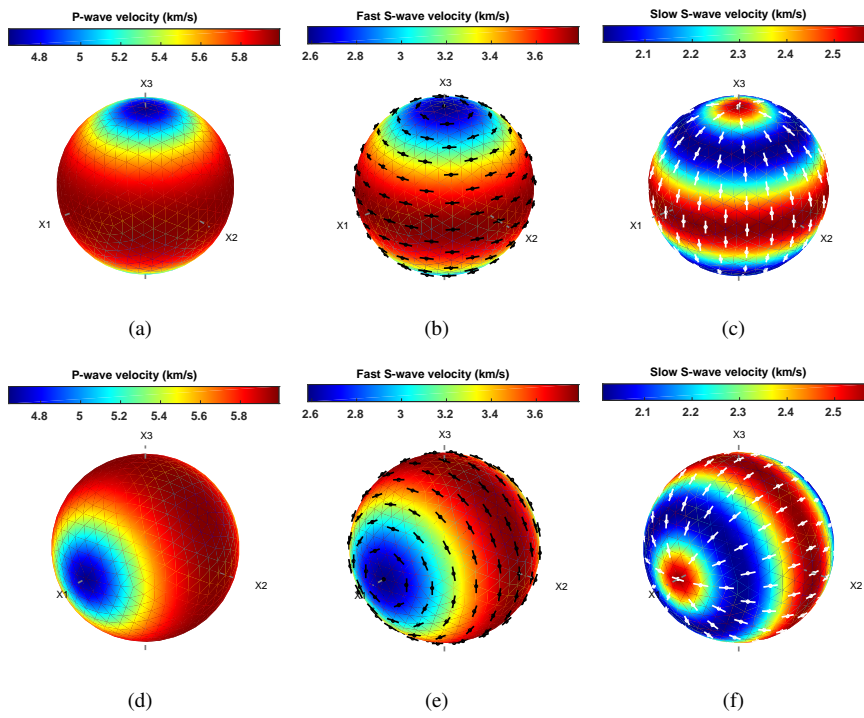 P-wave velocity (km/s)
4.8 5 5.2 5.4 5.6 5.8
X3
X1
X2
(a)
Fast S-wave velocity (km/s)
2.6 2.8 3 3.2 3.4 3.6
X3
X1
X2
(b)
Slow S-wave velocity (km/s)
2.1 2.2 2.3 2.4 2.5
X3
X1
X2
(c)
P-wave velocity (km/s)
4.8 5 5.2 5.4 5.6 5.8
X3
X1
X2
(d)
Fast S-wave velocity (km/s)
2.6 2.8 3 3.2 3.4 3.6
X3
X2
(e)
Slow S-wave velocity (km/s)
2.1 2.2 2.3 2.4 2.5
X3
X2
(f)